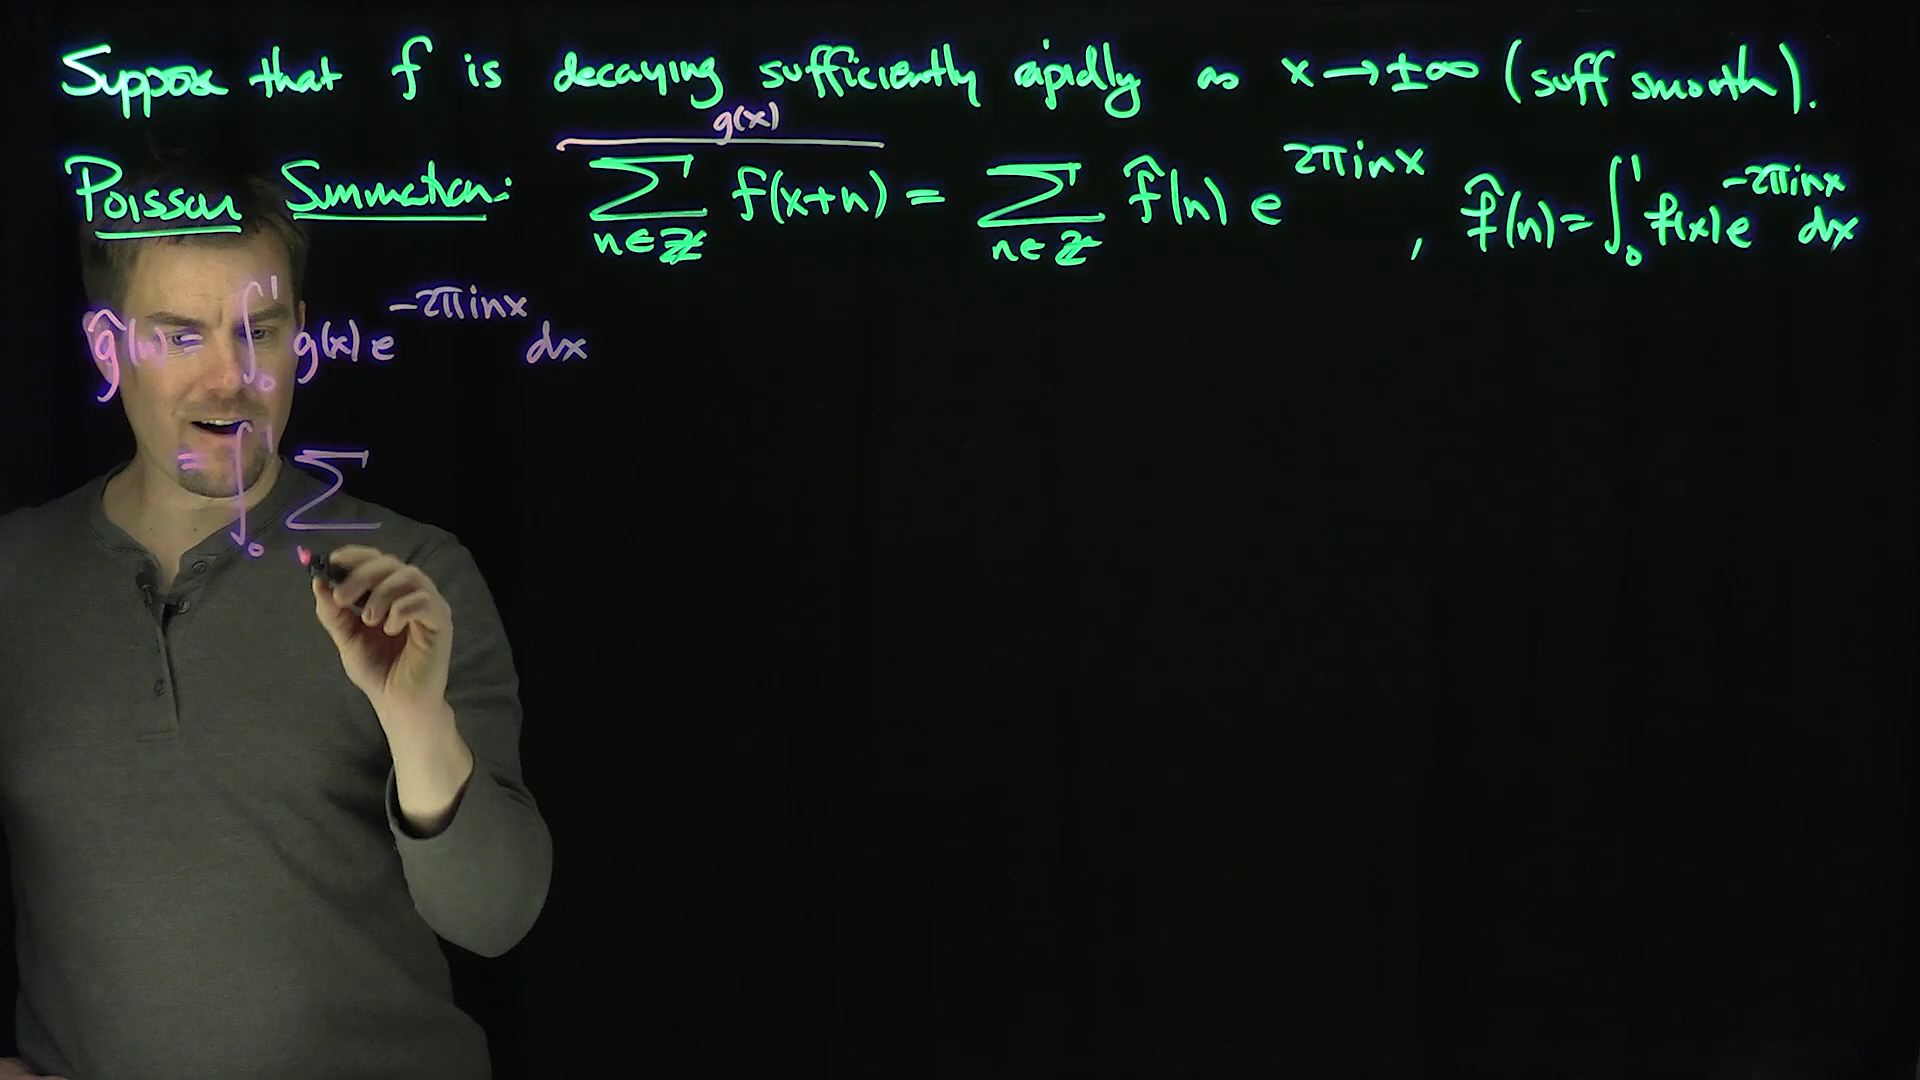 Suppose that f is decaying sufficiently rapidly as x → ±∞ (suff smooth).
g(x)
Poisson Summation: ∑_{n∈ℤ} f(x+n) = ∑_{n∈ℤ} f̂(n) e^{2πinx}, f̂(n) = ∫_0^1 f(x) e^{-2πinx} dx
ĝ(n) = ∫_0^1 g(x) e^{-2πinx} dx
= ∫_0^1 ∑